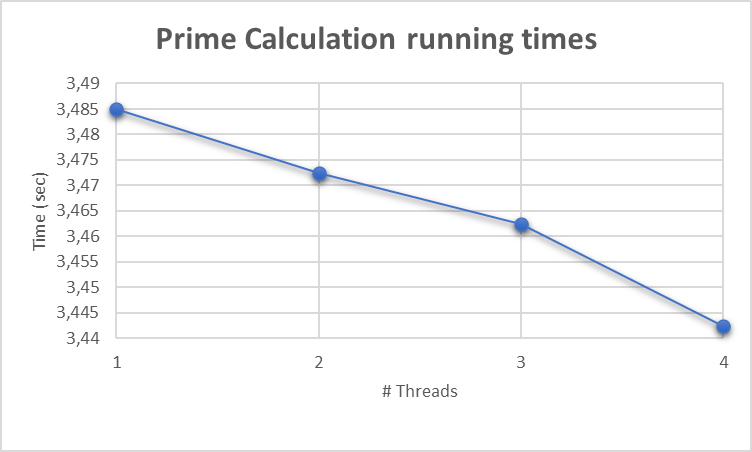 Prime Calculation running times
3,49
3,485
3,48
3,475
3,47
3,465
3,46
3,455
3,45
3,445
3,44
Time (sec)
1 2 3 4
# Threads